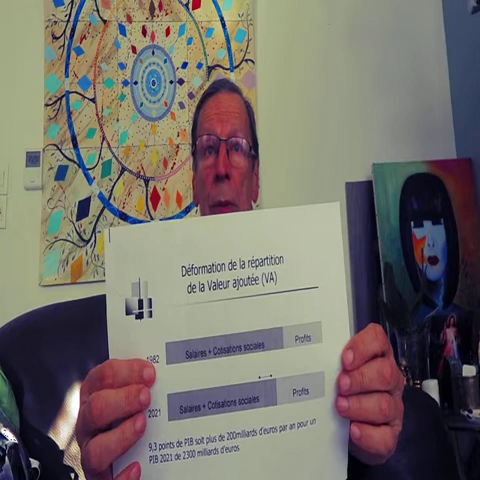 Déformation de la répartition
de la Valeur ajoutée (VA)
1982 Salaires + Cotisations sociales Profits
2021 Salaires + Cotisations sociales Profits
9,3 points de PIB soit plus de 200milliards d'euros par an pour un
PIB 2021 de 2300 milliards d'euros